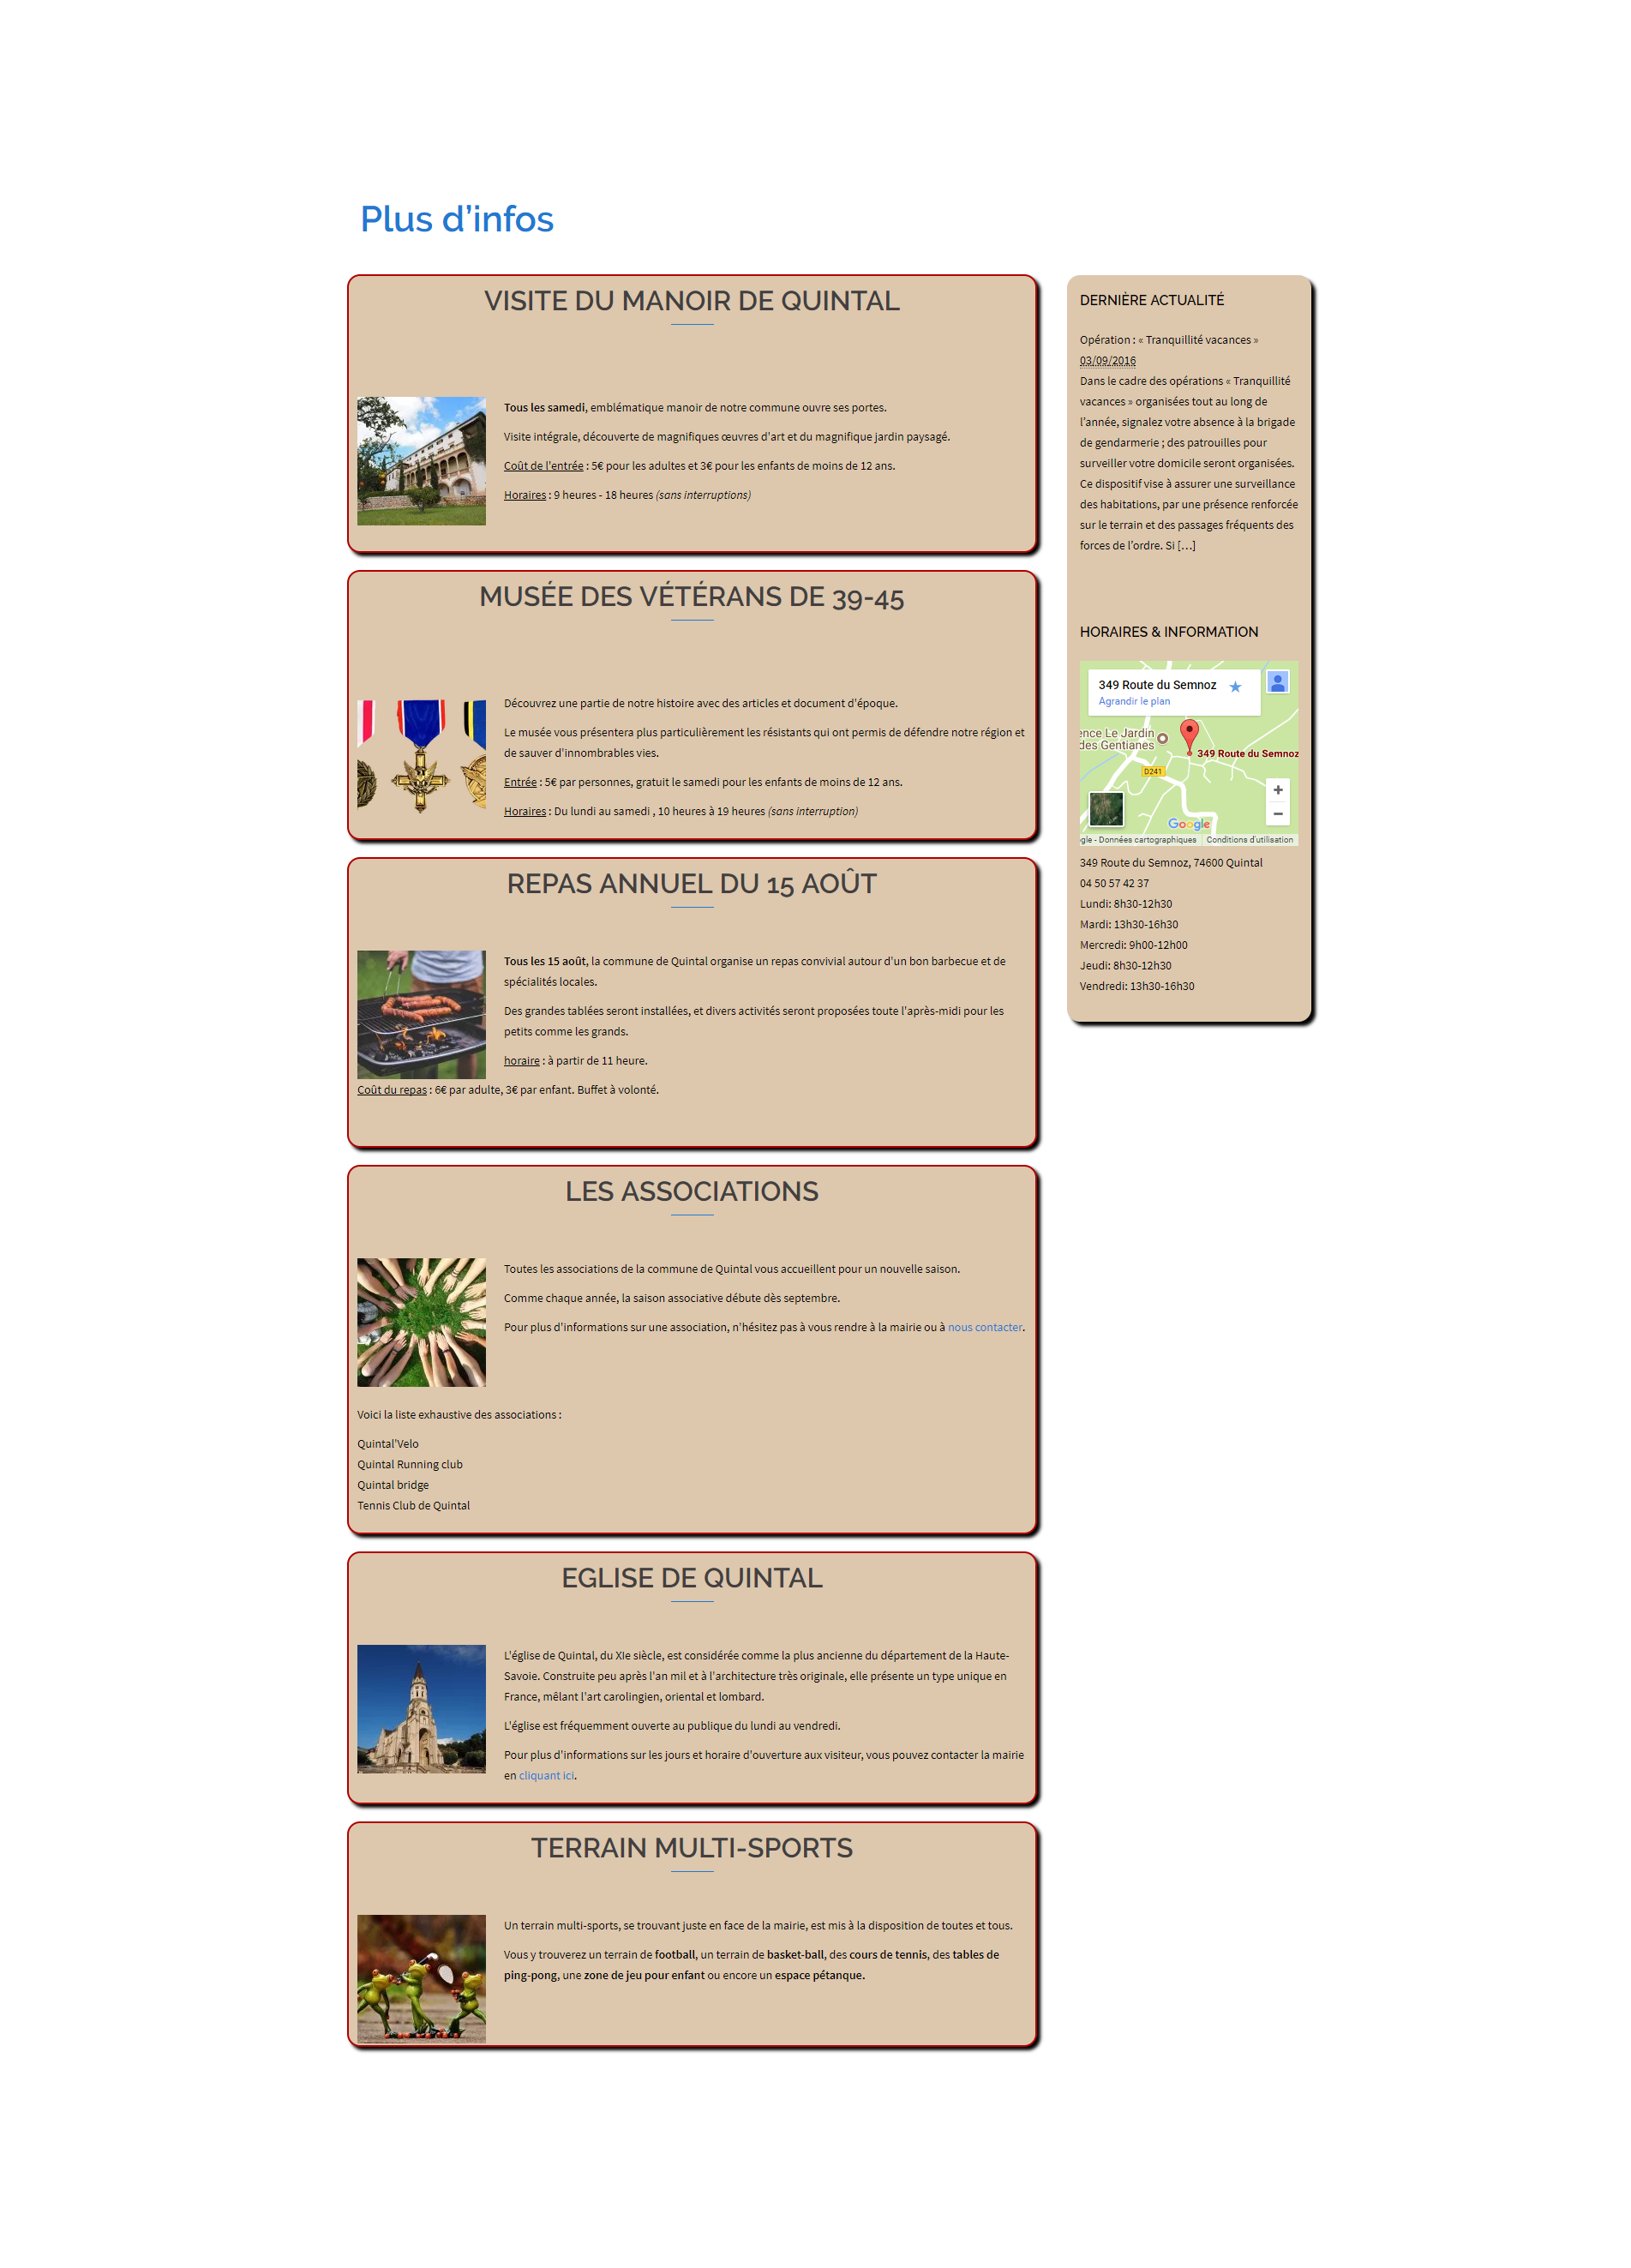 Plus d’infos
VISITE DU MANOIR DE QUINTAL
Tous les samedi, emblématique manoir de notre commune ouvre ses portes.
Visite intégrale, découverte de magnifiques œuvres d'art et du magnifique jardin paysagé.
Coût de l'entrée : 5€ pour les adultes et 3€ pour les enfants de moins de 12 ans.
Horaires : 9 heures - 18 heures (sans interruptions)
MUSÉE DES VÉTÉRANS DE 39-45
Découvrez une partie de notre histoire avec des articles et document d'époque.
Le musée vous présentera plus particulièrement les résistants qui ont permis de défendre notre région et
de sauver d'innombrables vies.
Entrée : 5€ par personnes, gratuit le samedi pour les enfants de moins de 12 ans.
Horaires : Du lundi au samedi , 10 heures à 19 heures (sans interruption)
REPAS ANNUEL DU 15 AOÛT
Tous les 15 août, la commune de Quintal organise un repas convivial autour d'un bon barbecue et de
spécialités locales.
Des grandes tablées seront installées, et divers activités seront proposées toute l'après-midi pour les
petits comme les grands.
horaire : à partir de 11 heure.
Coût du repas : 6€ par adulte, 3€ par enfant. Buffet à volonté.
LES ASSOCIATIONS
Toutes les associations de la commune de Quintal vous accueillent pour un nouvelle saison.
Comme chaque année, la saison associative débute dès septembre.
Pour plus d'informations sur une association, n'hésitez pas à vous rendre à la mairie ou à nous contacter.
Voici la liste exhaustive des associations :
Quintal'Velo
Quintal Running club
Quintal bridge
Tennis Club de Quintal
EGLISE DE QUINTAL
L'église de Quintal, du XIe siècle, est considérée comme la plus ancienne du département de la Haute-
Savoie. Construite peu après l'an mil et à l'architecture très originale, elle présente un type unique en
France, mêlant l'art carolingien, oriental et lombard.
L'église est fréquemment ouverte au publique du lundi au vendredi.
Pour plus d'informations sur les jours et horaire d'ouverture aux visiteur, vous pouvez contacter la mairie
en cliquant ici.
TERRAIN MULTI-SPORTS
Un terrain multi-sports, se trouvant juste en face de la mairie, est mis à la disposition de toutes et tous.
Vous y trouverez un terrain de football, un terrain de basket-ball, des cours de tennis, des tables de
ping-pong, une zone de jeu pour enfant ou encore un espace pétanque.
DERNIÈRE ACTUALITÉ
Opération : « Tranquillité vacances »
03/09/2016
Dans le cadre des opérations « Tranquillité
vacances » organisées tout au long de
l’année, signalez votre absence à la brigade
de gendarmerie ; des patrouilles pour
surveiller votre domicile seront organisées.
Ce dispositif vise à assurer une surveillance
des habitations, par une présence renforcée
sur le terrain et des passages fréquents des
forces de l’ordre. Si […]
HORAIRES & INFORMATION
349 Route du Semnoz
Agrandir le plan
ence Le Jardin
des Gentianes
349 Route du Semnoz
D241
Google
gle - Données cartographiques
Conditions d'utilisation
349 Route du Semnoz, 74600 Quintal
04 50 57 42 37
Lundi: 8h30-12h30
Mardi: 13h30-16h30
Mercredi: 9h00-12h00
Jeudi: 8h30-12h30
Vendredi: 13h30-16h30